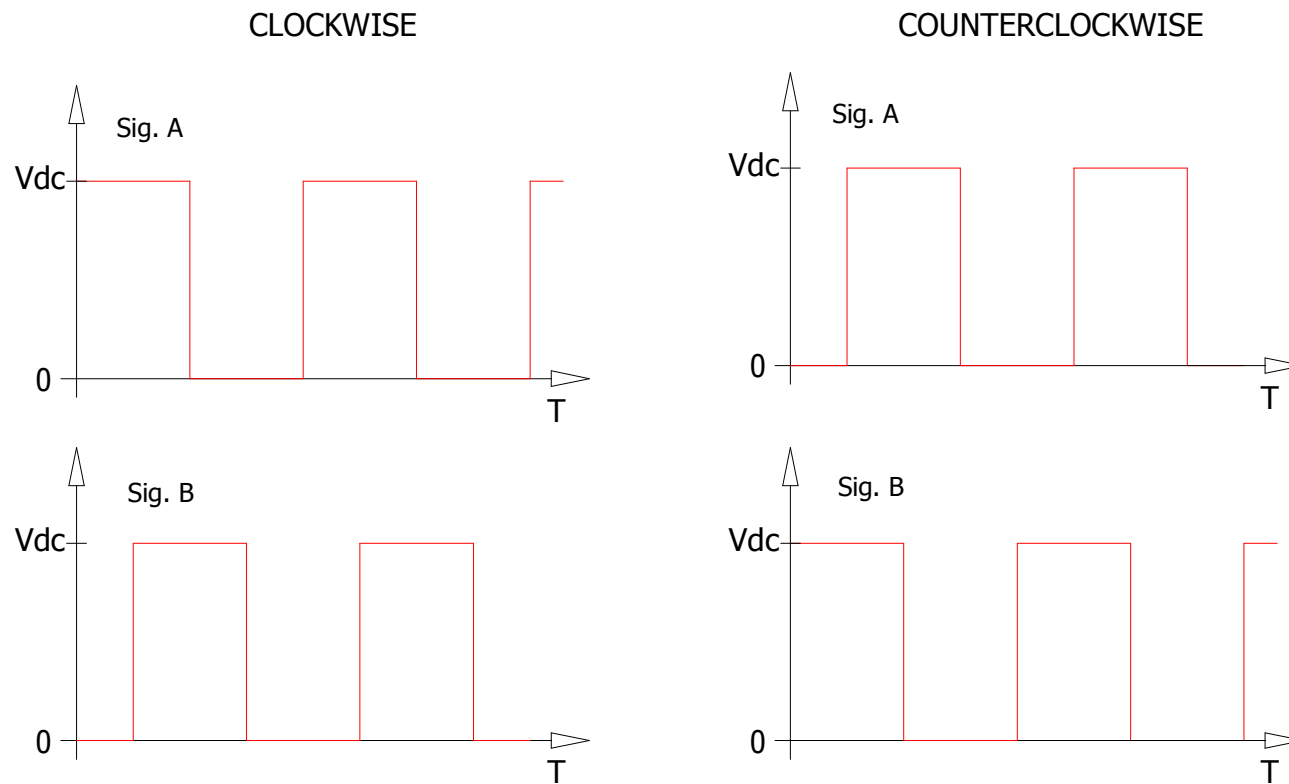 CLOCKWISE
COUNTERCLOCKWISE
Sig. A
Vdc
0
T
Sig. A
Vdc
0
T
Sig. B
Vdc
0
T
Sig. B
Vdc
0
T